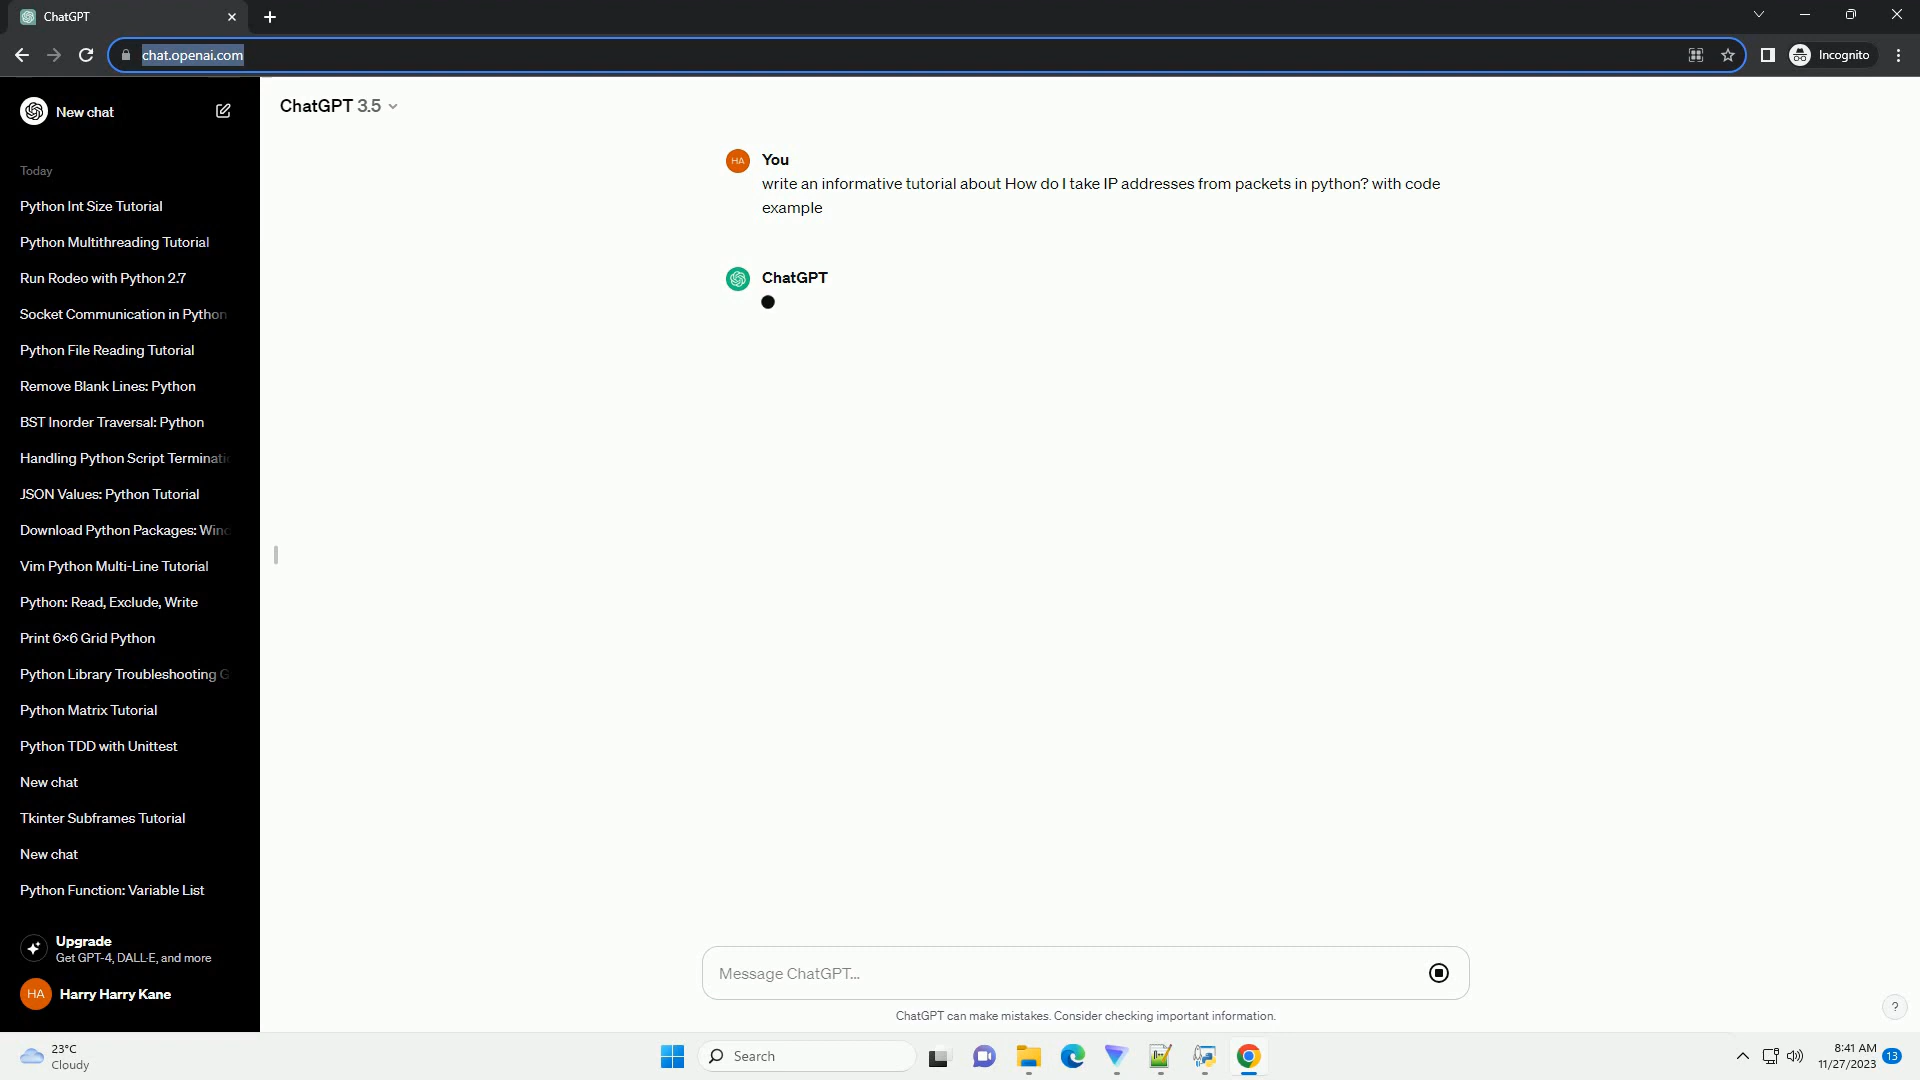 ChatGPT
chat.openai.com
Incognito
New chat
Today
Python Int Size Tutorial
Python Multithreading Tutorial
Run Rodeo with Python 2.7
Socket Communication in Python
Python File Reading Tutorial
Remove Blank Lines: Python
BST Inorder Traversal: Python
Handling Python Script Terminati
JSON Values: Python Tutorial
Download Python Packages: Wind
Vim Python Multi-Line Tutorial
Python: Read, Exclude, Write
Print 6×6 Grid Python
Python Library Troubleshooting G
Python Matrix Tutorial
Python TDD with Unittest
New chat
Tkinter Subframes Tutorial
New chat
Python Function: Variable List
Upgrade
Get GPT-4, DALL·E, and more
HA Harry Harry Kane
ChatGPT 3.5
HA You
write an informative tutorial about How do I take IP addresses from packets in python? with code
example
ChatGPT
Message ChatGPT...
ChatGPT can make mistakes. Consider checking important information.
?
23°C
Cloudy
Search
8:41 AM
11/27/2023
13